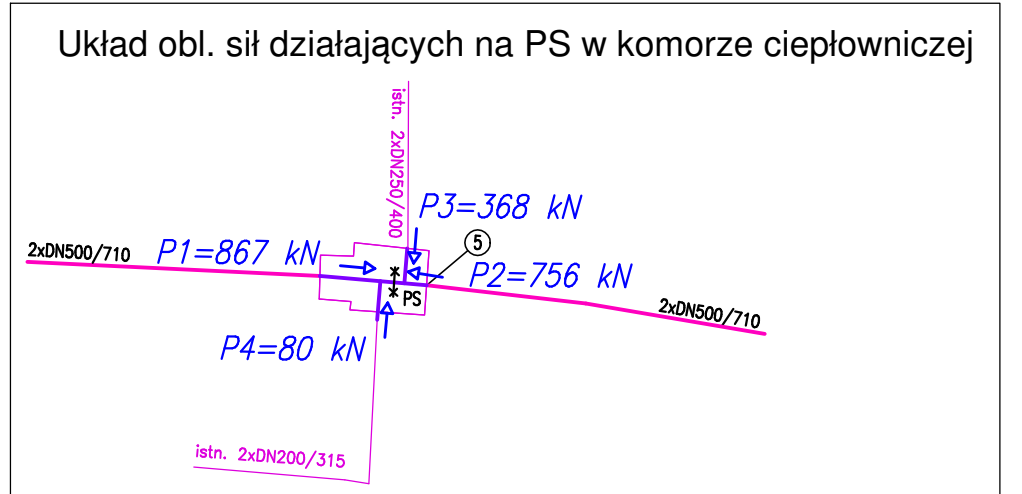 Układ obl. sił działających na PS w komorze ciepłowniczej
istn. 2xDN250/400
P3=368 kN
5
2xDN500/710
P1=867 kN
P2=756 kN
PS
2xDN500/710
P4=80 kN
istn. 2xDN200/315